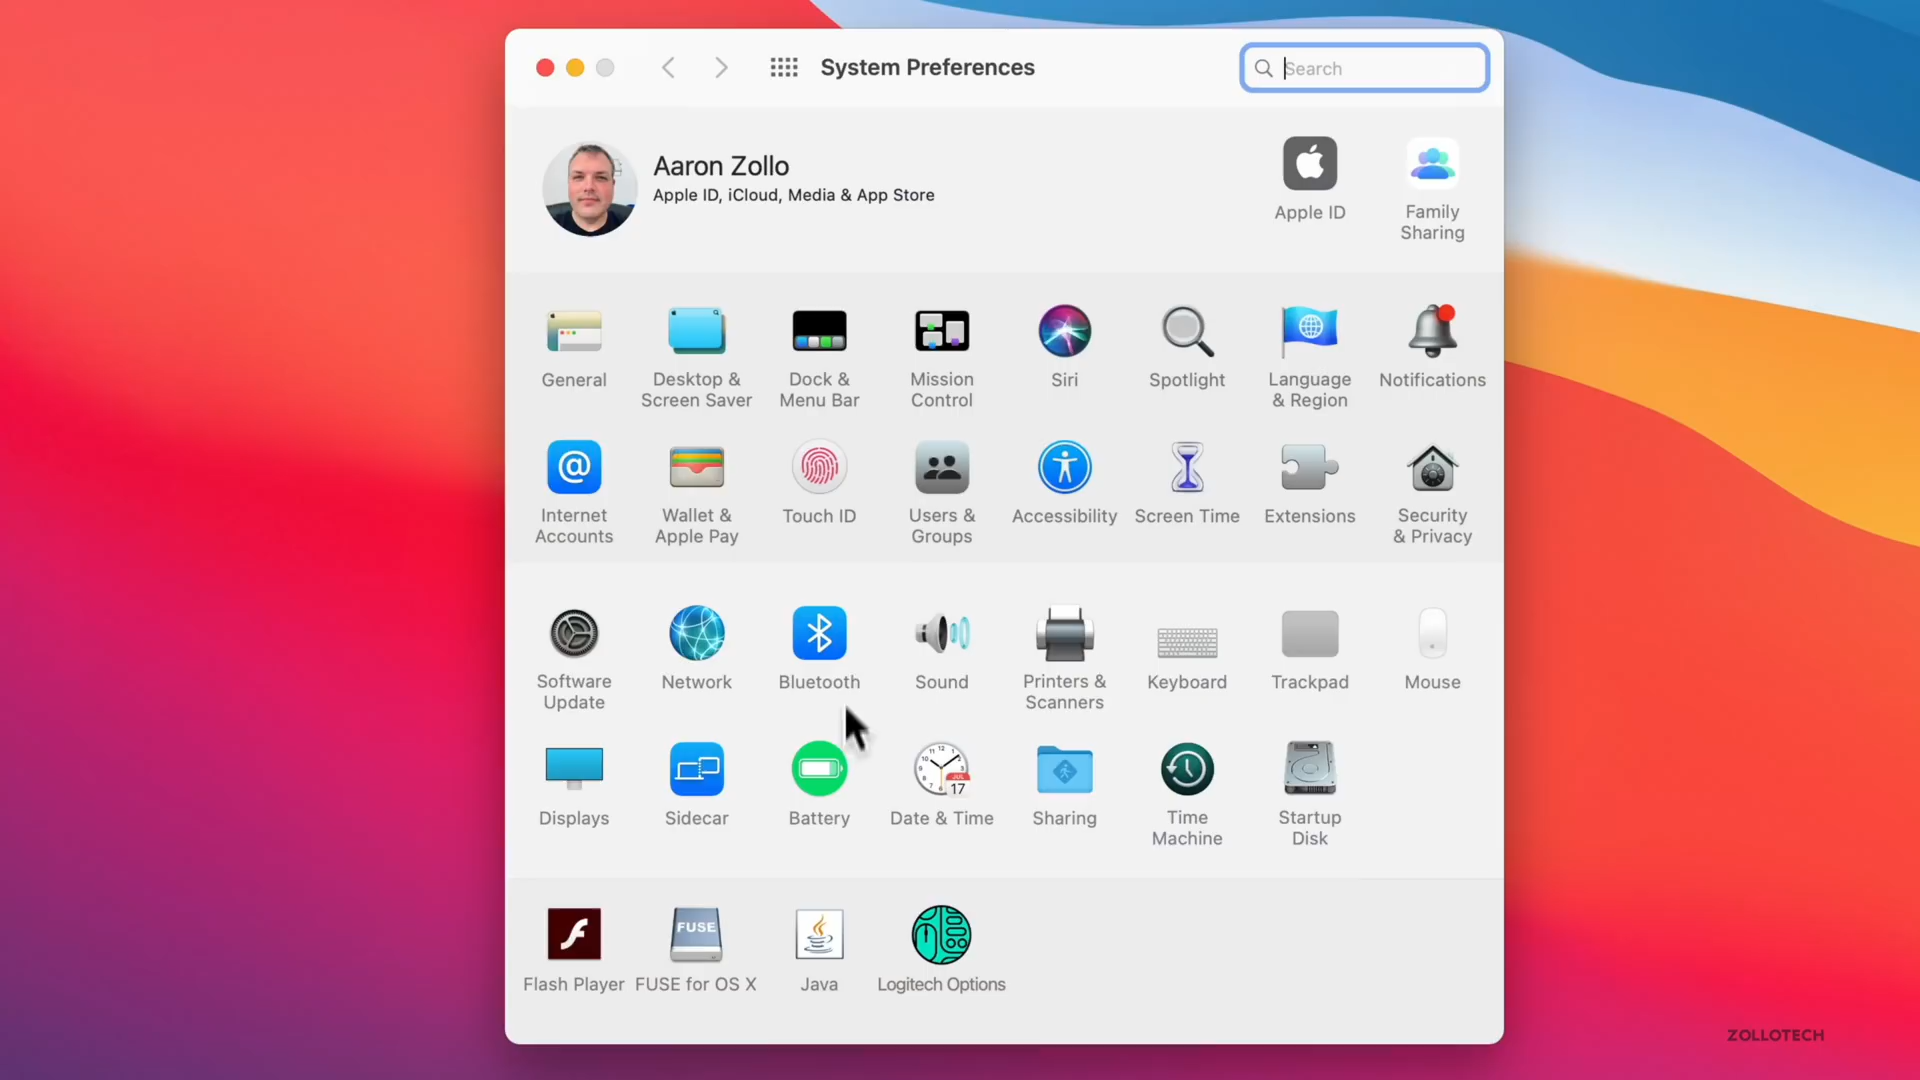 System Preferences
Search
Aaron Zollo
Apple ID, iCloud, Media & App Store
Apple ID
Family
Sharing
General
Desktop &
Screen Saver
Dock &
Menu Bar
Mission
Control
Siri
Spotlight
Language
& Region
Notifications
Internet
Accounts
Wallet &
Apple Pay
Touch ID
Users &
Groups
Accessibility
Screen Time
Extensions
Security
& Privacy
Software
Update
Network
Bluetooth
Sound
Printers &
Scanners
Keyboard
Trackpad
Mouse
Displays
Sidecar
Battery
JUL
17
Date & Time
Sharing
Time
Machine
Startup
Disk
Flash Player
FUSE
FUSE for OS X
Java
Logitech Options
ZOLLOTECH